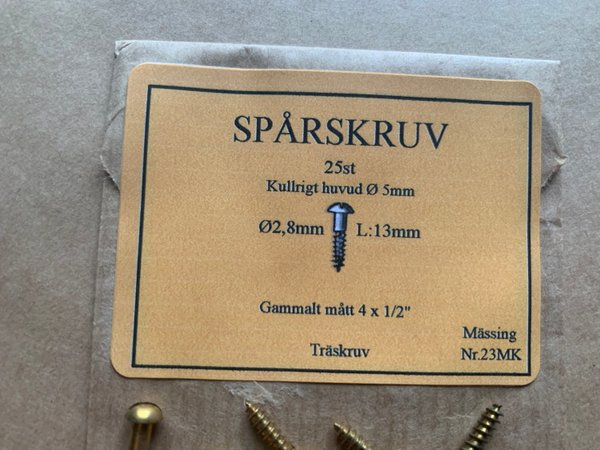 SPÅRSKRUV
25st
Kullrigt huvud Ø 5mm
Ø2,8mm L:13mm
Gammalt mått 4 x 1/2"
Mässing
Träskruv Nr.23MK